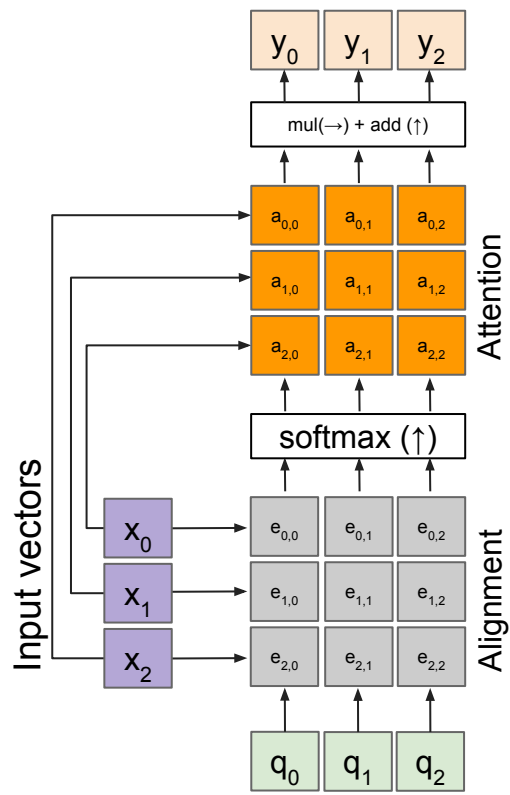 y0 y1 y2
mul(→) + add (↑)
a0,0 a0,1 a0,2
a1,0 a1,1 a1,2
a2,0 a2,1 a2,2
Attention
softmax (↑)
Input vectors
x0 e0,0 e0,1 e0,2
x1 e1,0 e1,1 e1,2
x2 e2,0 e2,1 e2,2
Alignment
q0 q1 q2